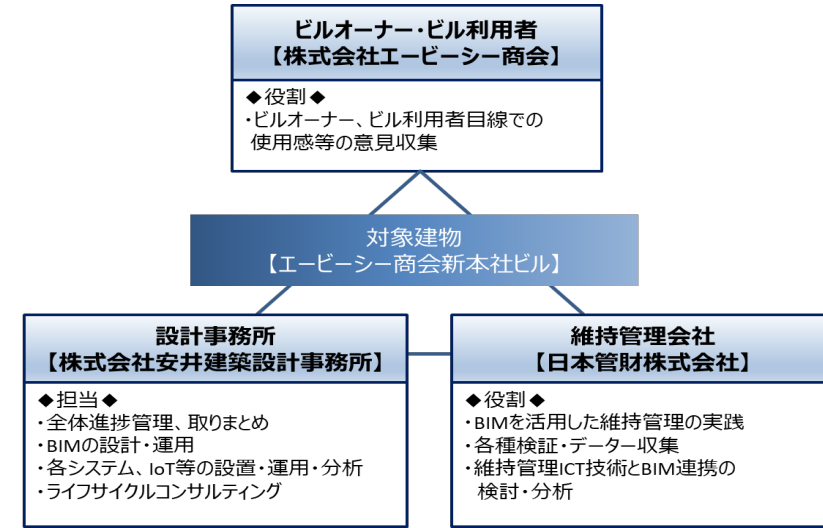 ビルオーナー・ビル利用者
【株式会社エービーシー商会】
◆役割◆
・ビルオーナー、ビル利用者目線での
使用感等の意見収集
対象建物
【エービーシー商会新本社ビル】
設計事務所
【株式会社安井建築設計事務所】
◆担当◆
・全体進捗管理、取りまとめ
・BIMの設計・運用
・各システム、IoT等の設置・運用・分析
・ライフサイクルコンサルティング
維持管理会社
【日本管財株式会社】
◆役割◆
・BIMを活用した維持管理の実践
・各種検証・データー収集
・維持管理ICT技術とBIM連携の
検討・分析